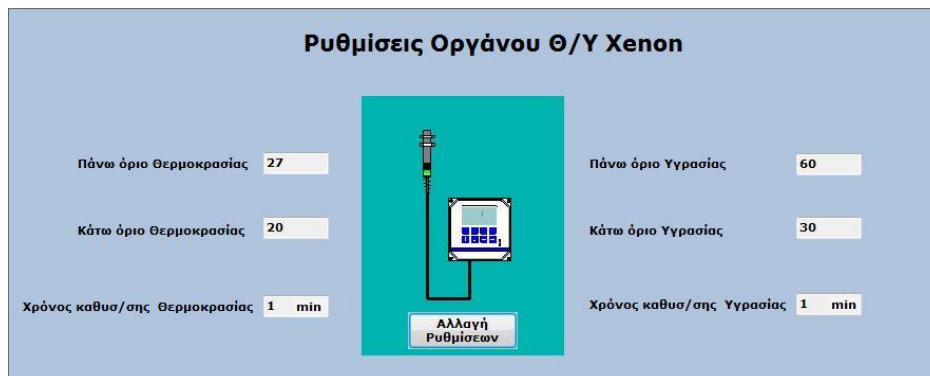 Ρυθμίσεις Οργάνου Θ/Υ Xenon
Πάνω όριο Θερμοκρασίας 27
Πάνω όριο Υγρασίας 60
Κάτω όριο Θερμοκρασίας 20
Κάτω όριο Υγρασίας 30
Χρόνος καθυσ/σης Θερμοκρασίας 1 min
Χρόνος καθυσ/σης Υγρασίας 1 min
Αλλαγή
Ρυθμίσεων